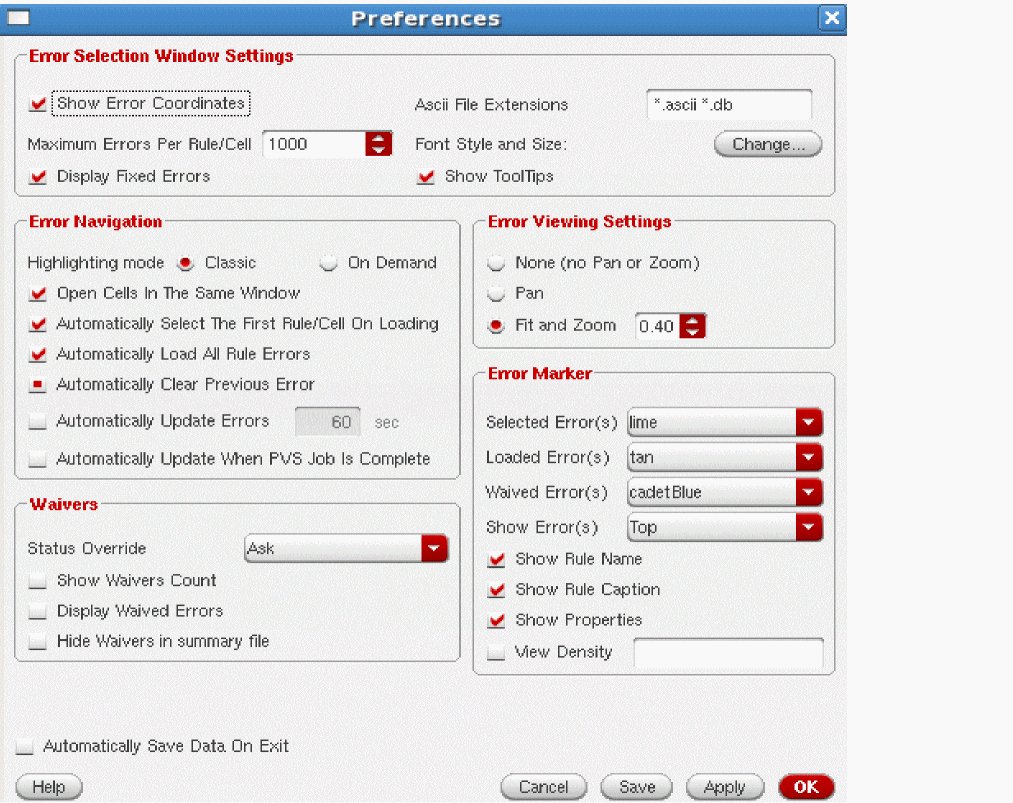 Preferences
Error Selection Window Settings
Show Error Coordinates
Ascii File Extensions
*.ascii *.db
Maximum Errors Per Rule/Cell
1000
Font Style and Size:
Change...
Display Fixed Errors
Show ToolTips
Error Navigation
Highlighting mode
Classic
On Demand
Open Cells In The Same Window
Automatically Select The First Rule/Cell On Loading
Automatically Load All Rule Errors
Automatically Clear Previous Error
Automatically Update Errors
60
sec
Automatically Update When PVS Job Is Complete
Error Viewing Settings
None (no Pan or Zoom)
Pan
Fit and Zoom
0.40
Error Marker
Selected Error(s)
lime
Loaded Error(s)
tan
Waived Error(s)
cadetBlue
Show Error(s)
Top
Show Rule Name
Show Rule Caption
Show Properties
View Density
Waivers
Status Override
Ask
Show Waivers Count
Display Waived Errors
Hide Waivers in summary file
Automatically Save Data On Exit
Help
Cancel
Save
Apply
OK